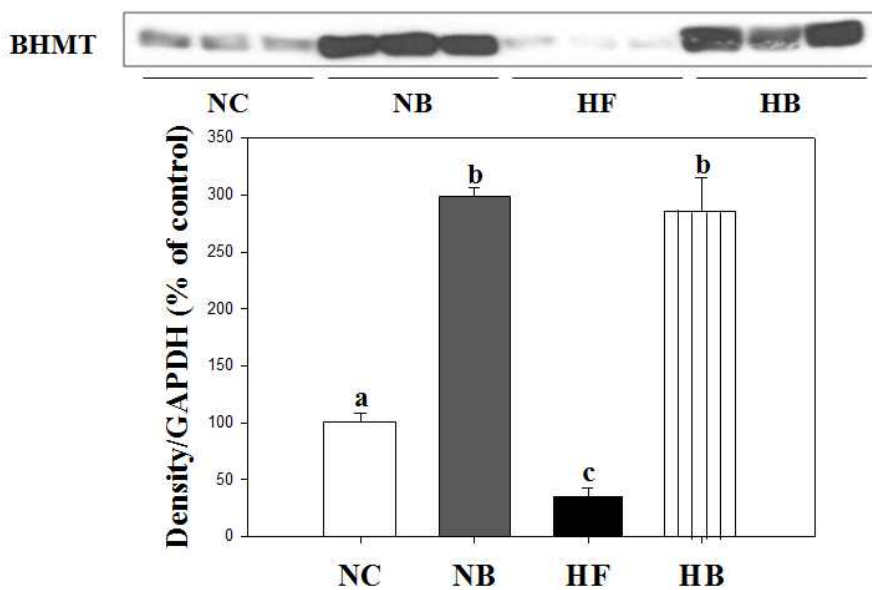 BHMT
NC NB HF HB
Density/GAPDH (% of control)
350
300
250
200
150
100
50
0
a
b
c
b
NC NB HF HB